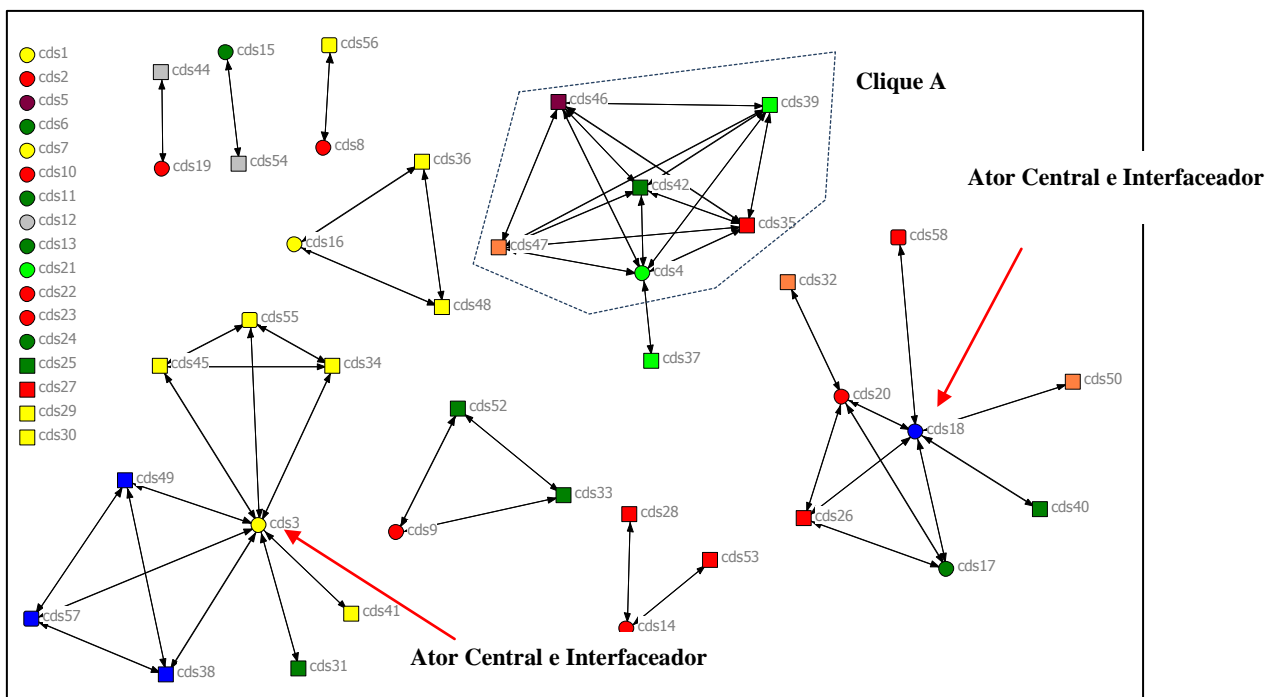 cds1
cds2
cds5
cds6
cds7
cds10
cds11
cds12
cds13
cds21
cds22
cds23
cds24
cds25
cds27
cds29
cds30
cds44
cds19
cds15
cds54
cds56
cds8
cds36
cds16
cds48
cds46
cds39
cds42
cds35
cds47
cds4
cds37
Clique A
Ator Central e Interfaceador
cds58
cds32
cds50
cds20
cds18
cds26
cds40
cds17
cds55
cds45
cds34
cds49
cds3
cds57
cds41
cds38
cds31
cds52
cds33
cds9
cds28
cds53
cds14
Ator Central e Interfaceador